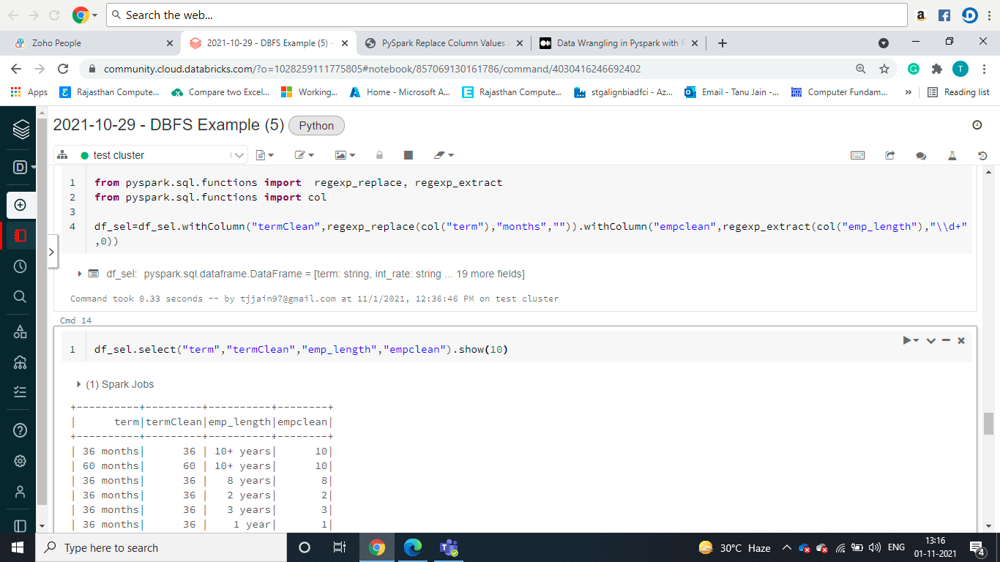 Search the web...
Zoho People
2021-10-29 - DBFS Example (5) -
PySpark Replace Column Values i
Data Wrangling in Pyspark with R
community.cloud.databricks.com/?o=1028259111775805#notebook/857069130161786/command/4030416246692402
T
Apps
Rajasthan Compute...
Compare two Excel...
Working...
Home - Microsoft A...
Rajasthan Compute...
stgalignbiadfci - Az...
Email - Tanu Jain -...
Computer Fundam...
»
Reading list
2021-10-29 - DBFS Example (5)
Python
D
test cluster
1 from pyspark.sql.functions import  regexp_replace, regexp_extract
2 from pyspark.sql.functions import col
3
4 df_sel=df_sel.withColumn("termClean",regexp_replace(col("term"),"months","")).withColumn("empclean",regexp_extract(col("emp_length"),"\\d+"
,0))
df_sel: pyspark.sql.dataframe.DataFrame = [term: string, int_rate: string ... 19 more fields]
Command took 0.33 seconds -- by tjjain97@gmail.com at 11/1/2021, 12:36:46 PM on test cluster
Cmd 14
1 df_sel.select("term","termClean","emp_length","empclean").show(10)
(1) Spark Jobs
+----------+---------+----------+--------+
|      term|termClean|emp_length|empclean|
+----------+---------+----------+--------+
| 36 months|      36 | 10+ years|      10|
| 60 months|      60 | 10+ years|      10|
| 36 months|      36 |   8 years|       8|
| 36 months|      36 |   2 years|       2|
| 36 months|      36 |   3 years|       3|
| 36 months|      36 |    1 year|       1|
Type here to search
30°C Haze
ENG
13:16
01-11-2021
4